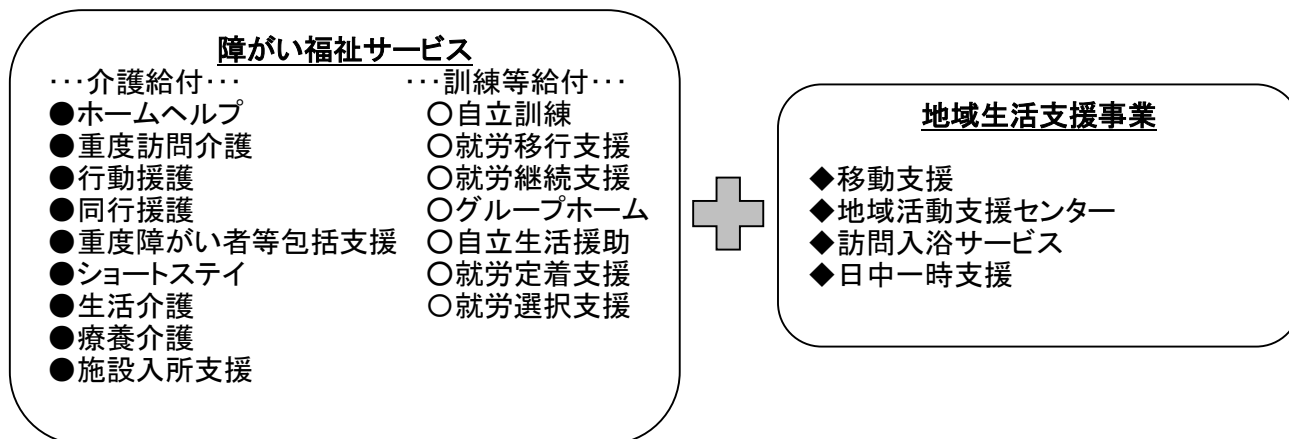 障がい福祉サービス
･･･介護給付･･･
●ホームヘルプ
●重度訪問介護
●行動援護
●同行援護
●重度障がい者等包括支援
●ショートステイ
●生活介護
●療養介護
●施設入所支援
･･･訓練等給付･･･
○自立訓練
○就労移行支援
○就労継続支援
○グループホーム
○自立生活援助
○就労定着支援
○就労選択支援
地域生活支援事業
◆移動支援
◆地域活動支援センター
◆訪問入浴サービス
◆日中一時支援